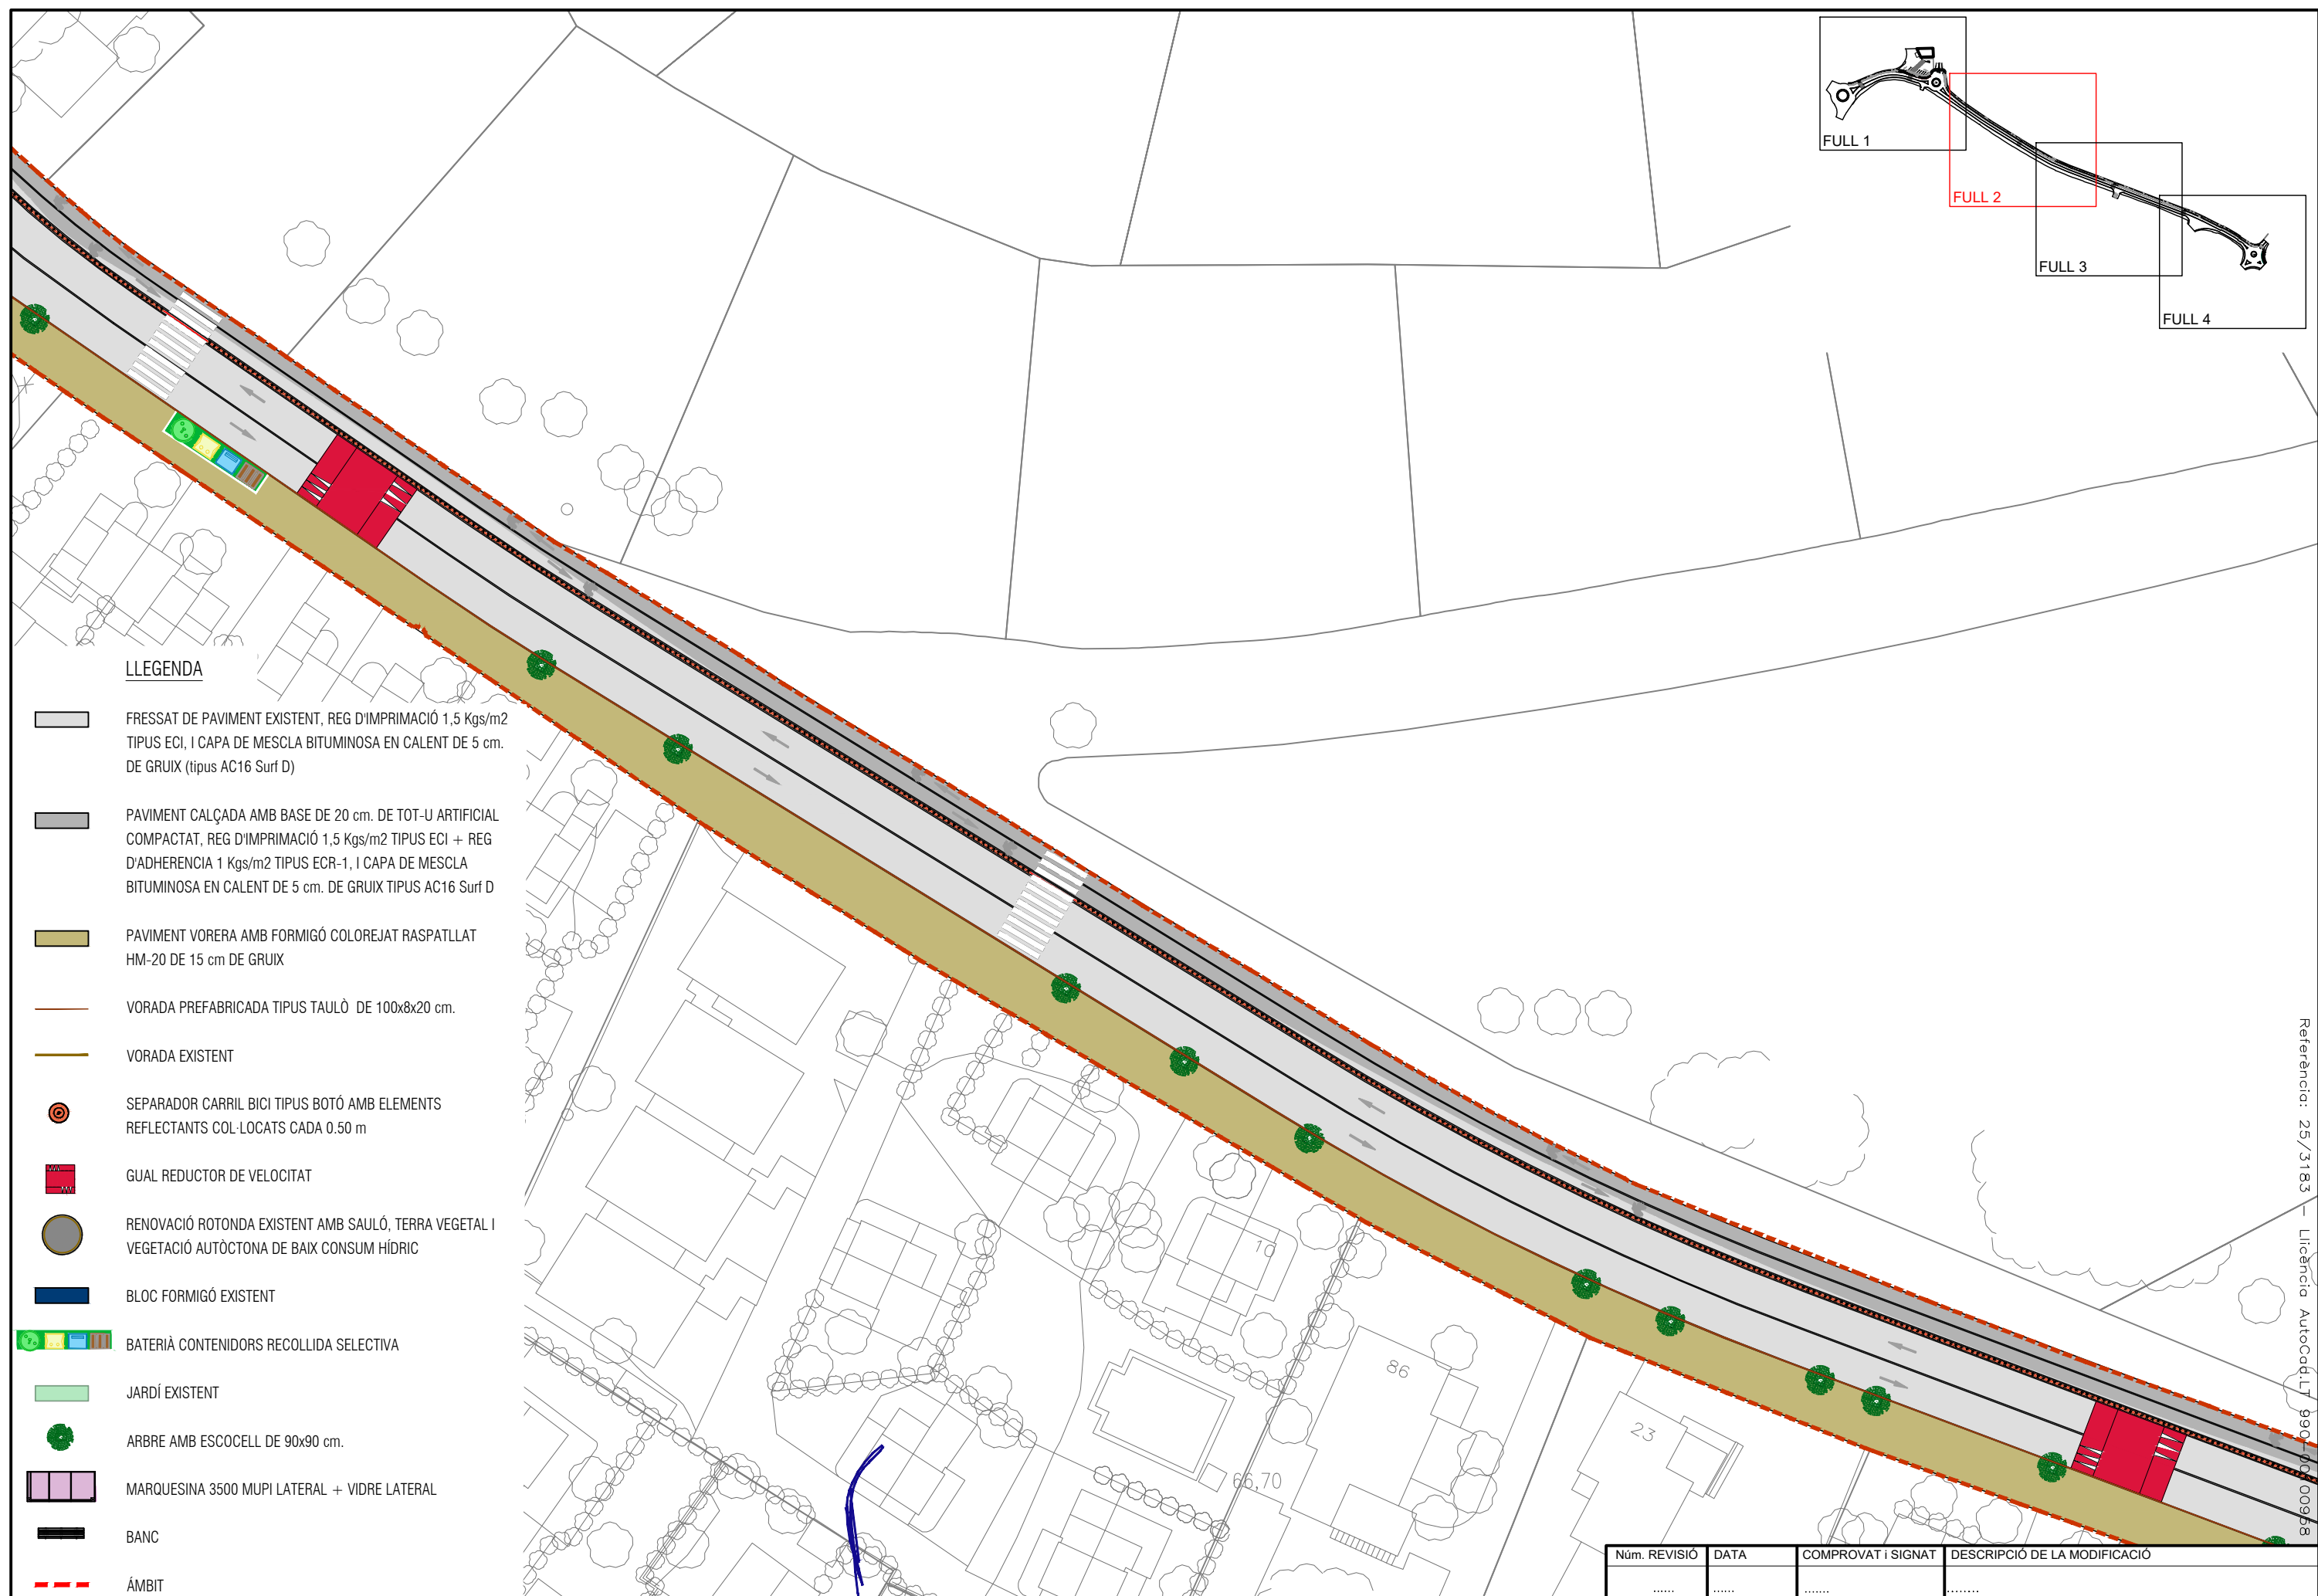 FULL 1
FULL 2
FULL 3
FULL 4
LLEGENDA
FRESSAT DE PAVIMENT EXISTENT, REG D'IMPRIMACIÓ 1,5 Kgs/m2
TIPUS ECI, I CAPA DE MESCLA BITUMINOSA EN CALENT DE 5 cm.
DE GRUIX (tipus AC16 Surf D)
PAVIMENT CALÇADA AMB BASE DE 20 cm. DE TOT-U ARTIFICIAL
COMPACTAT, REG D'IMPRIMACIÓ 1,5 Kgs/m2 TIPUS ECI + REG
D'ADHERENCIA 1 Kgs/m2 TIPUS ECR-1, I CAPA DE MESCLA
BITUMINOSA EN CALENT DE 5 cm. DE GRUIX TIPUS AC16 Surf D
PAVIMENT VORERA AMB FORMIGÓ COLOREJAT RASPATLLAT
HM-20 DE 15 cm DE GRUIX
VORADA PREFABRICADA TIPUS TAULÒ DE 100x8x20 cm.
VORADA EXISTENT
SEPARADOR CARRIL BICI TIPUS BOTÓ AMB ELEMENTS
REFLECTANTS COL·LOCATS CADA 0.50 m
GUAL REDUCTOR DE VELOCITAT
RENOVACIÓ ROTONDA EXISTENT AMB SAULÓ, TERRA VEGETAL I
VEGETACIÓ AUTÒCTONA DE BAIX CONSUM HÍDRIC
BLOC FORMIGÓ EXISTENT
BATERIÀ CONTENIDORS RECOLLIDA SELECTIVA
JARDÍ EXISTENT
ARBRE AMB ESCOCELL DE 90x90 cm.
MARQUESINA 3500 MUPI LATERAL + VIDRE LATERAL
BANC
ÁMBIT
10
86
23
66,70
Referència: 25/3183 – Llicència AutoCad.LT
Núm. REVISIÓ DATA COMPROVAT i SIGNAT DESCRIPCIÓ DE LA MODIFICACIÓ
...... ...... ....... ........